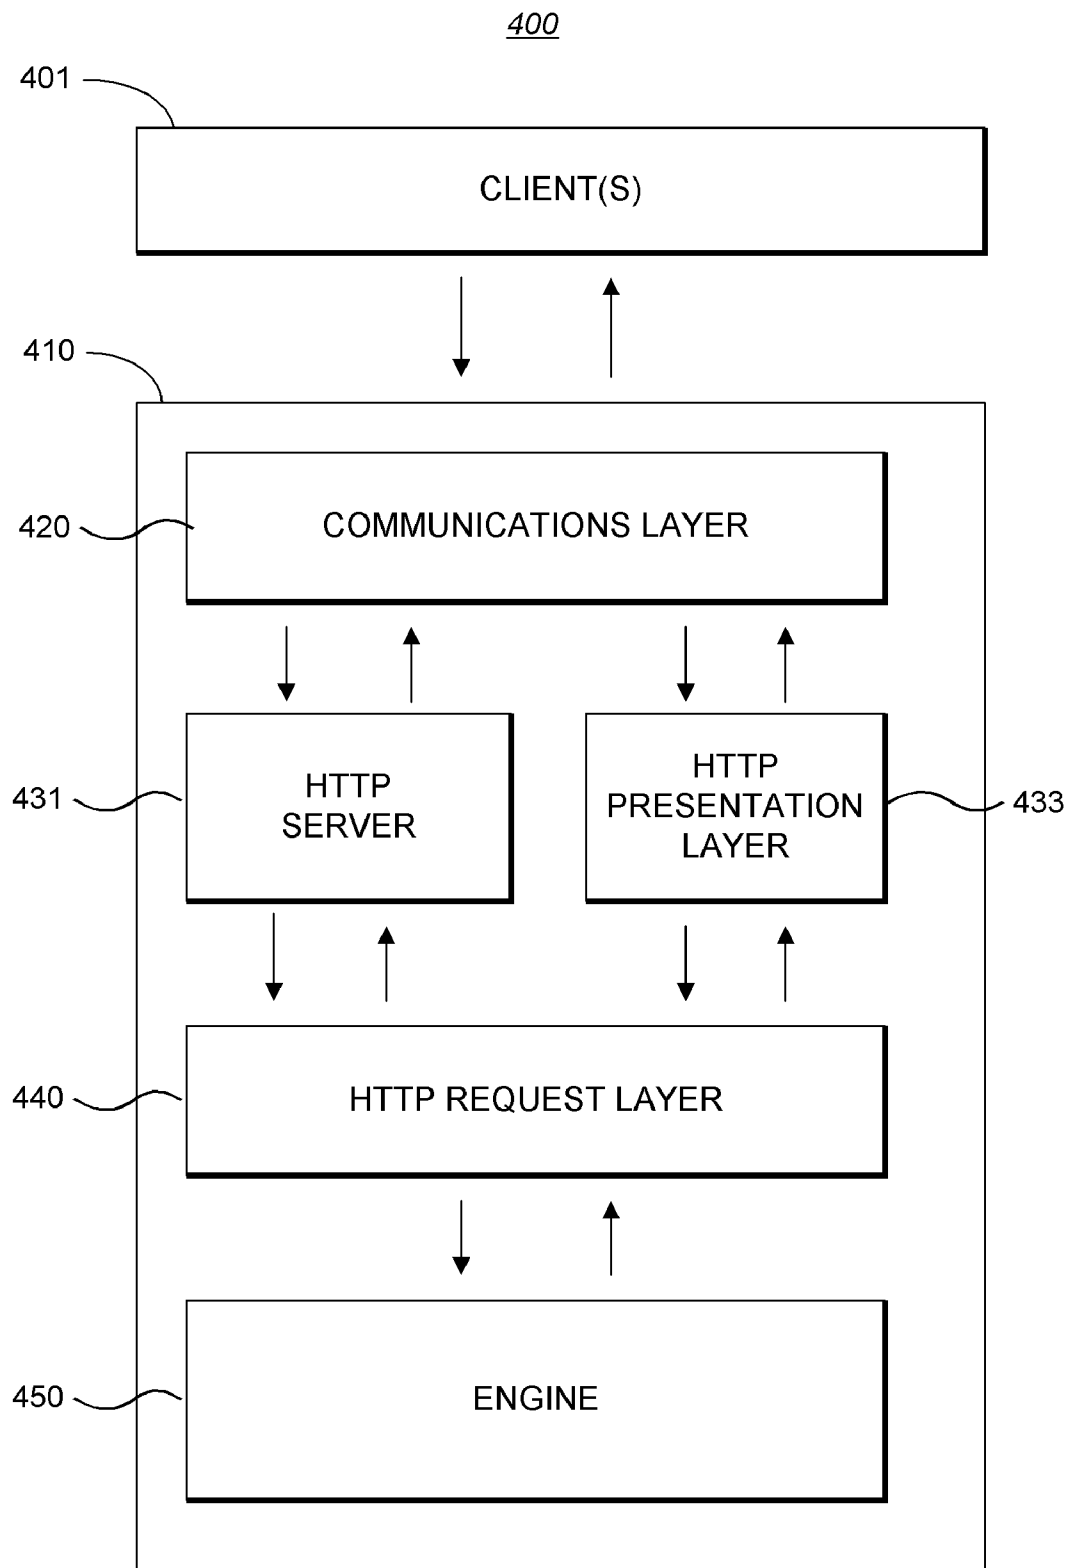 400
401
CLIENT(S)
410
420
COMMUNICATIONS LAYER
431
HTTP
SERVER
HTTP
PRESENTATION
LAYER
433
440
HTTP REQUEST LAYER
450
ENGINE